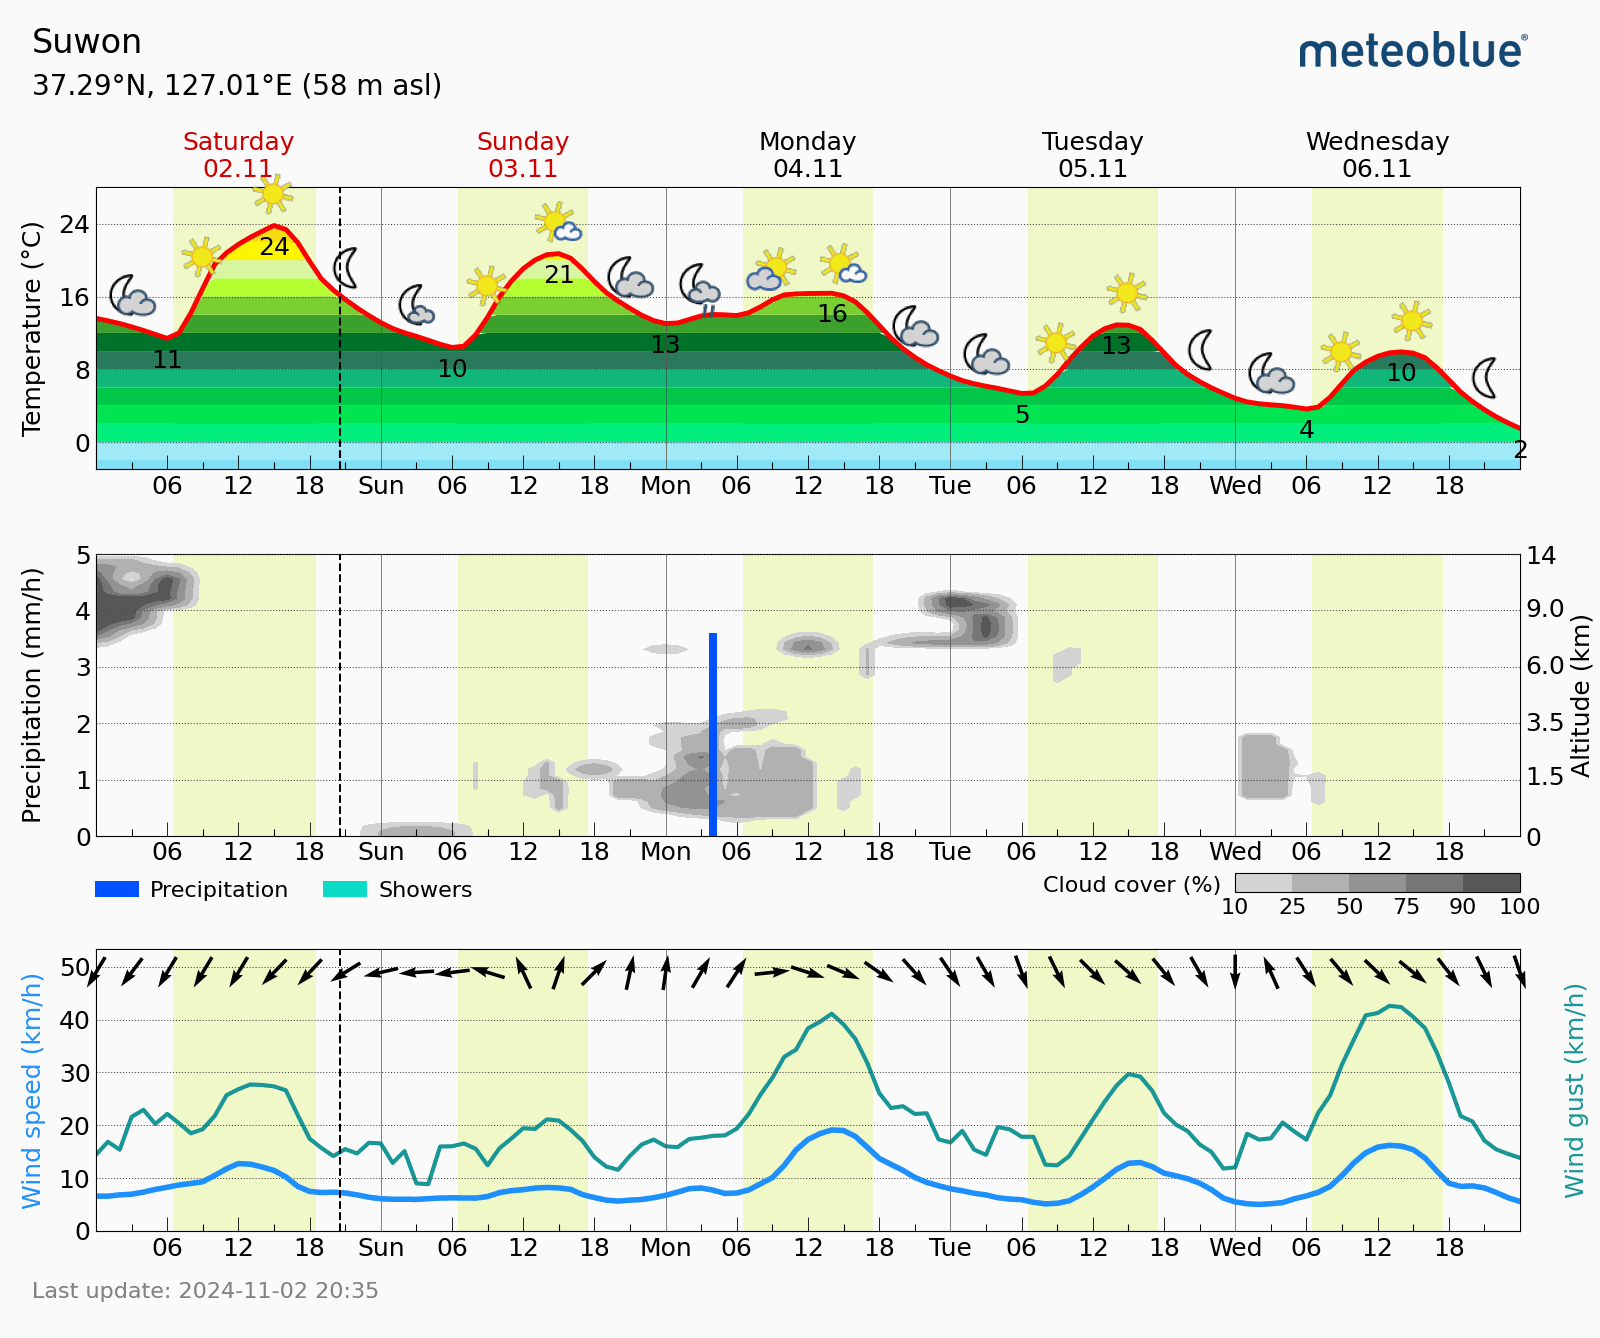 Suwon
meteoblue®
37.29°N, 127.01°E (58 m asl)
Saturday Sunday Monday Tuesday Wednesday
02.11 03.11 04.11 05.11 06.11
Temperature (°C)
24
16
8
0
24 21 16 13 10
11 10 13 5 4 2
06 12 18 Sun 06 12 18 Mon 06 12 18 Tue 06 12 18 Wed 06 12 18
Precipitation (mm/h)
5
4
3
2
1
0
14
9.0
6.0
3.5
1.5
0
Altitude (km)
06 12 18 Sun 06 12 18 Mon 06 12 18 Tue 06 12 18 Wed 06 12 18
Precipitation Showers
Cloud cover (%)
10 25 50 75 90 100
Wind speed (km/h)
50
40
30
20
10
0
Wind gust (km/h)
06 12 18 Sun 06 12 18 Mon 06 12 18 Tue 06 12 18 Wed 06 12 18
Last update: 2024-11-02 20:35